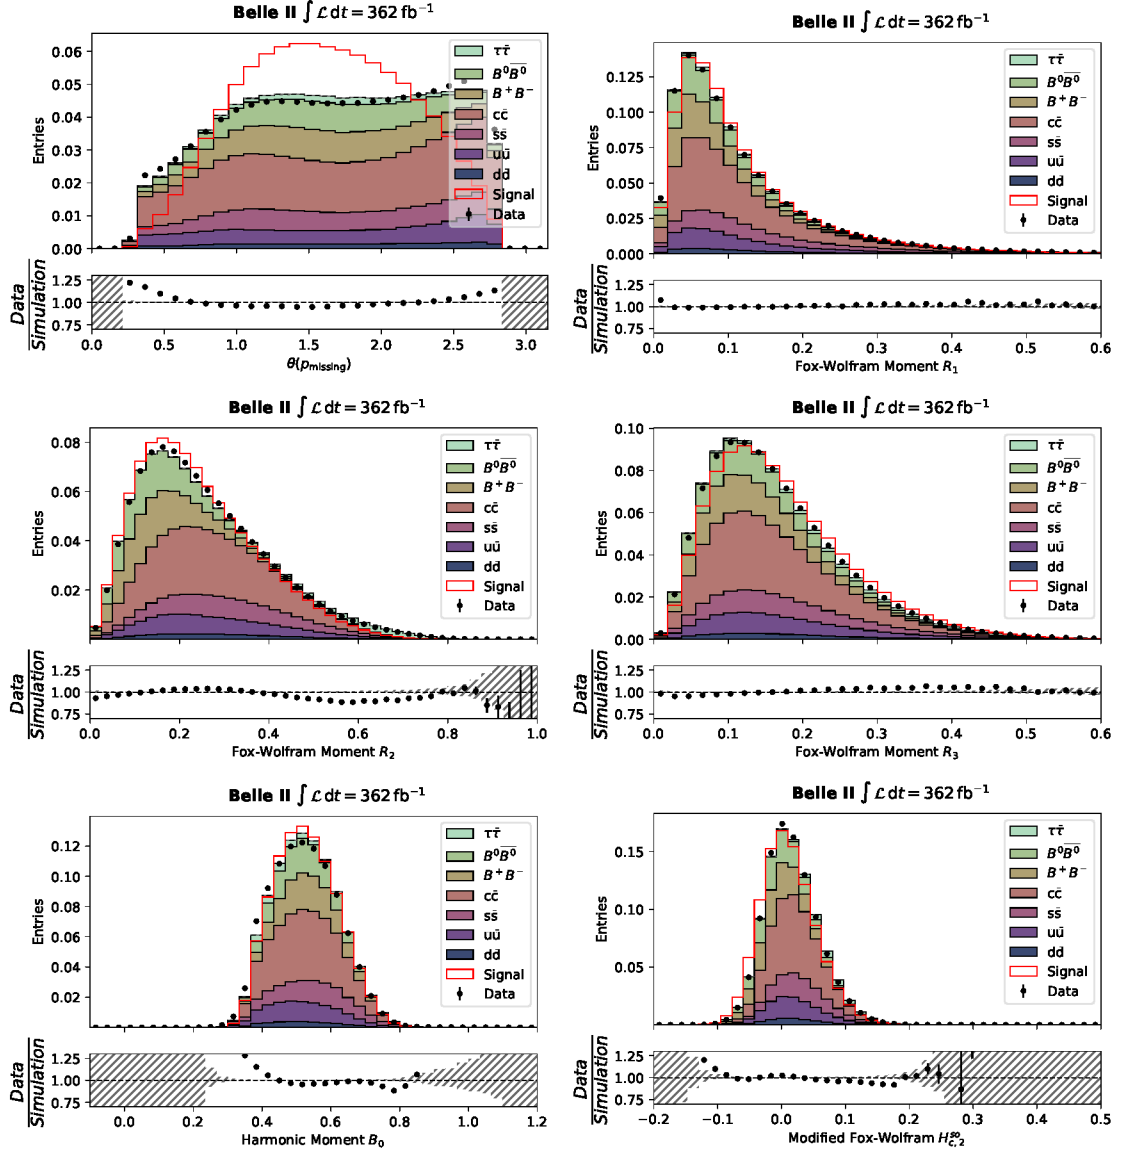 Belle II ∫ ℒ dt = 362 fb⁻¹
0.06
0.05
0.04
0.03
0.02
0.01
0.00
Entries
ττ̄
B⁰B̄⁰
B⁺B⁻
cc̄
ss̄
uū
dd̄
Signal
Data
1.25
1.00
0.75
Data
Simulation
0.0 0.5 1.0 1.5 2.0 2.5 3.0
θ(p_missing)
Belle II ∫ ℒ dt = 362 fb⁻¹
0.125
0.100
0.075
0.050
0.025
0.000
Entries
ττ̄
B⁰B̄⁰
B⁺B⁻
cc̄
ss̄
uū
dd̄
Signal
Data
1.25
1.00
0.75
Data
Simulation
0.0 0.1 0.2 0.3 0.4 0.5 0.6
Fox-Wolfram Moment R₁
Belle II ∫ ℒ dt = 362 fb⁻¹
0.08
0.06
0.04
0.02
Entries
ττ̄
B⁰B̄⁰
B⁺B⁻
cc̄
ss̄
uū
dd̄
Signal
Data
1.25
1.00
0.75
Data
Simulation
0.0 0.2 0.4 0.6 0.8 1.0
Fox-Wolfram Moment R₂
Belle II ∫ ℒ dt = 362 fb⁻¹
0.10
0.08
0.06
0.04
0.02
0.00
Entries
ττ̄
B⁰B̄⁰
B⁺B⁻
cc̄
ss̄
uū
dd̄
Signal
Data
1.25
1.00
0.75
Data
Simulation
0.0 0.1 0.2 0.3 0.4 0.5 0.6
Fox-Wolfram Moment R₃
Belle II ∫ ℒ dt = 362 fb⁻¹
0.12
0.10
0.08
0.06
0.04
0.02
Entries
ττ̄
B⁰B̄⁰
B⁺B⁻
cc̄
ss̄
uū
dd̄
Signal
Data
1.25
1.00
0.75
Data
Simulation
0.0 0.2 0.4 0.6 0.8 1.0 1.2
Harmonic Moment B₀
Belle II ∫ ℒ dt = 362 fb⁻¹
0.15
0.10
0.05
Entries
ττ̄
B⁰B̄⁰
B⁺B⁻
cc̄
ss̄
uū
dd̄
Signal
Data
1.25
1.00
0.75
Data
Simulation
−0.2 −0.1 0.0 0.1 0.2 0.3 0.4 0.5
Modified Fox-Wolfram H^{so}_{c,2}